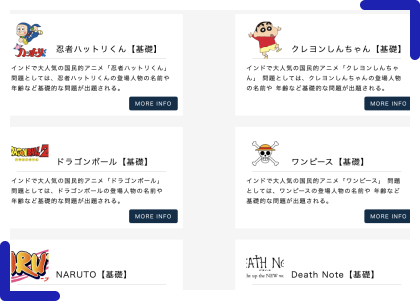 忍者ハットリくん【基礎】
インドで大人気の国民的アニメ「忍者ハットリくん」
問題としては、忍者ハットリくんの登場人物の名前や
年齢など基礎的な問題が出題される。
MORE INFO
クレヨンしんちゃん【基礎】
インドで大人気の国民的アニメ「クレヨンしんちゃ
ん」 問題としては、クレヨンしんちゃんの登場人物
の名前や 年齢など基礎的な問題が出題される。
MORE INFO
ドラゴンボール【基礎】
インドで大人気の国民的アニメ「ドラゴンボール」
問題としては、ドラゴンボールの登場人物の名前や
年齢など基礎的な問題が出題される。
MORE INFO
ワンピース【基礎】
インドで大人気の国民的アニメ「ワンピース」 問題
としては、ワンピースの登場人物の名前や 年齢など
基礎的な問題が出題される。
MORE INFO
NARUTO【基礎】
Death Note【基礎】